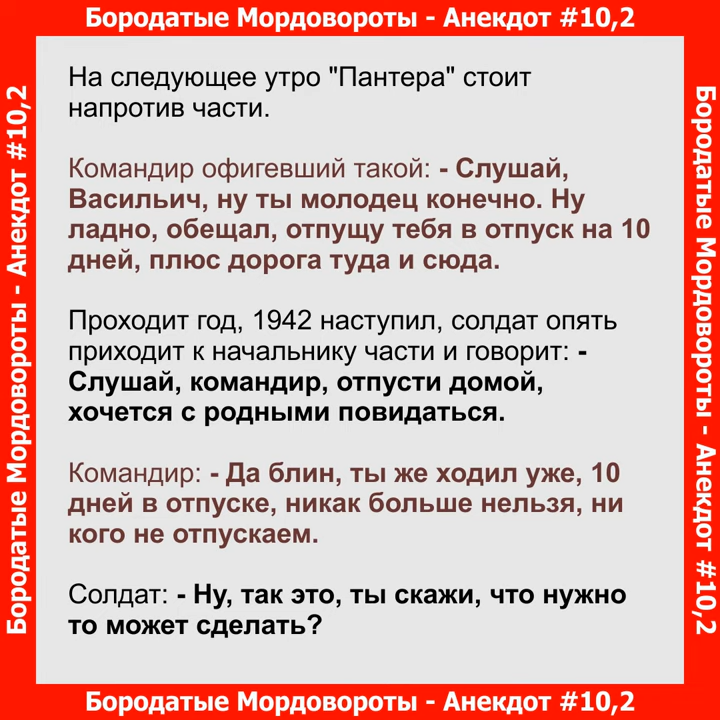 Бородатые Мордовороты - Анекдот #10,2
На следующее утро "Пантера" стоит
напротив части.
Командир офигевший такой: - Слушай,
Васильич, ну ты молодец конечно. Ну
ладно, обещал, отпущу тебя в отпуск на 10
дней, плюс дорога туда и сюда.
Проходит год, 1942 наступил, солдат опять
приходит к начальнику части и говорит: -
Слушай, командир, отпусти домой,
хочется с родными повидаться.
Командир: - Да блин, ты же ходил уже, 10
дней в отпуске, никак больше нельзя, ни
кого не отпускаем.
Солдат: - Ну, так это, ты скажи, что нужно
то может сделать?
Бородатые Мордовороты - Анекдот #10,2
Бородатые Мордовороты - Анекдот #10,2
Бородатые Мордовороты - Анекдот #10,2